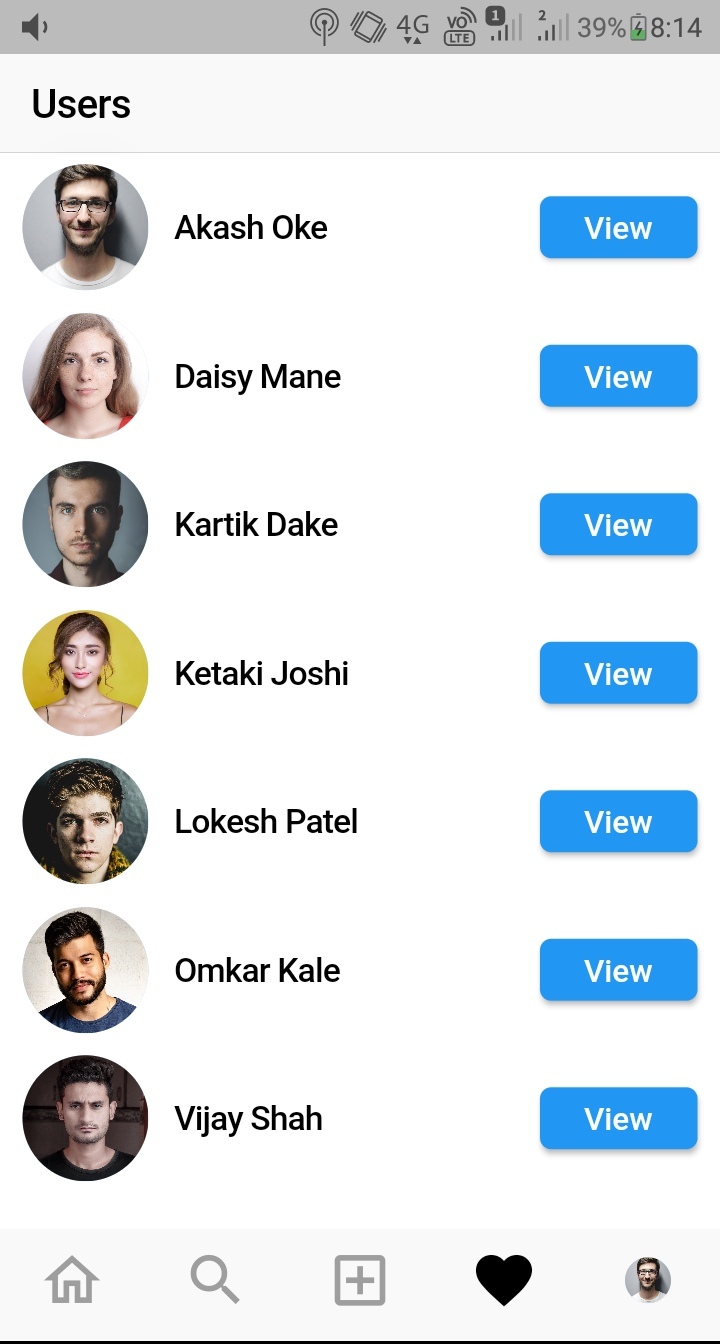 4G VO LTE 1 2 39% 8:14
Users
Akash Oke View
Daisy Mane View
Kartik Dake View
Ketaki Joshi View
Lokesh Patel View
Omkar Kale View
Vijay Shah View